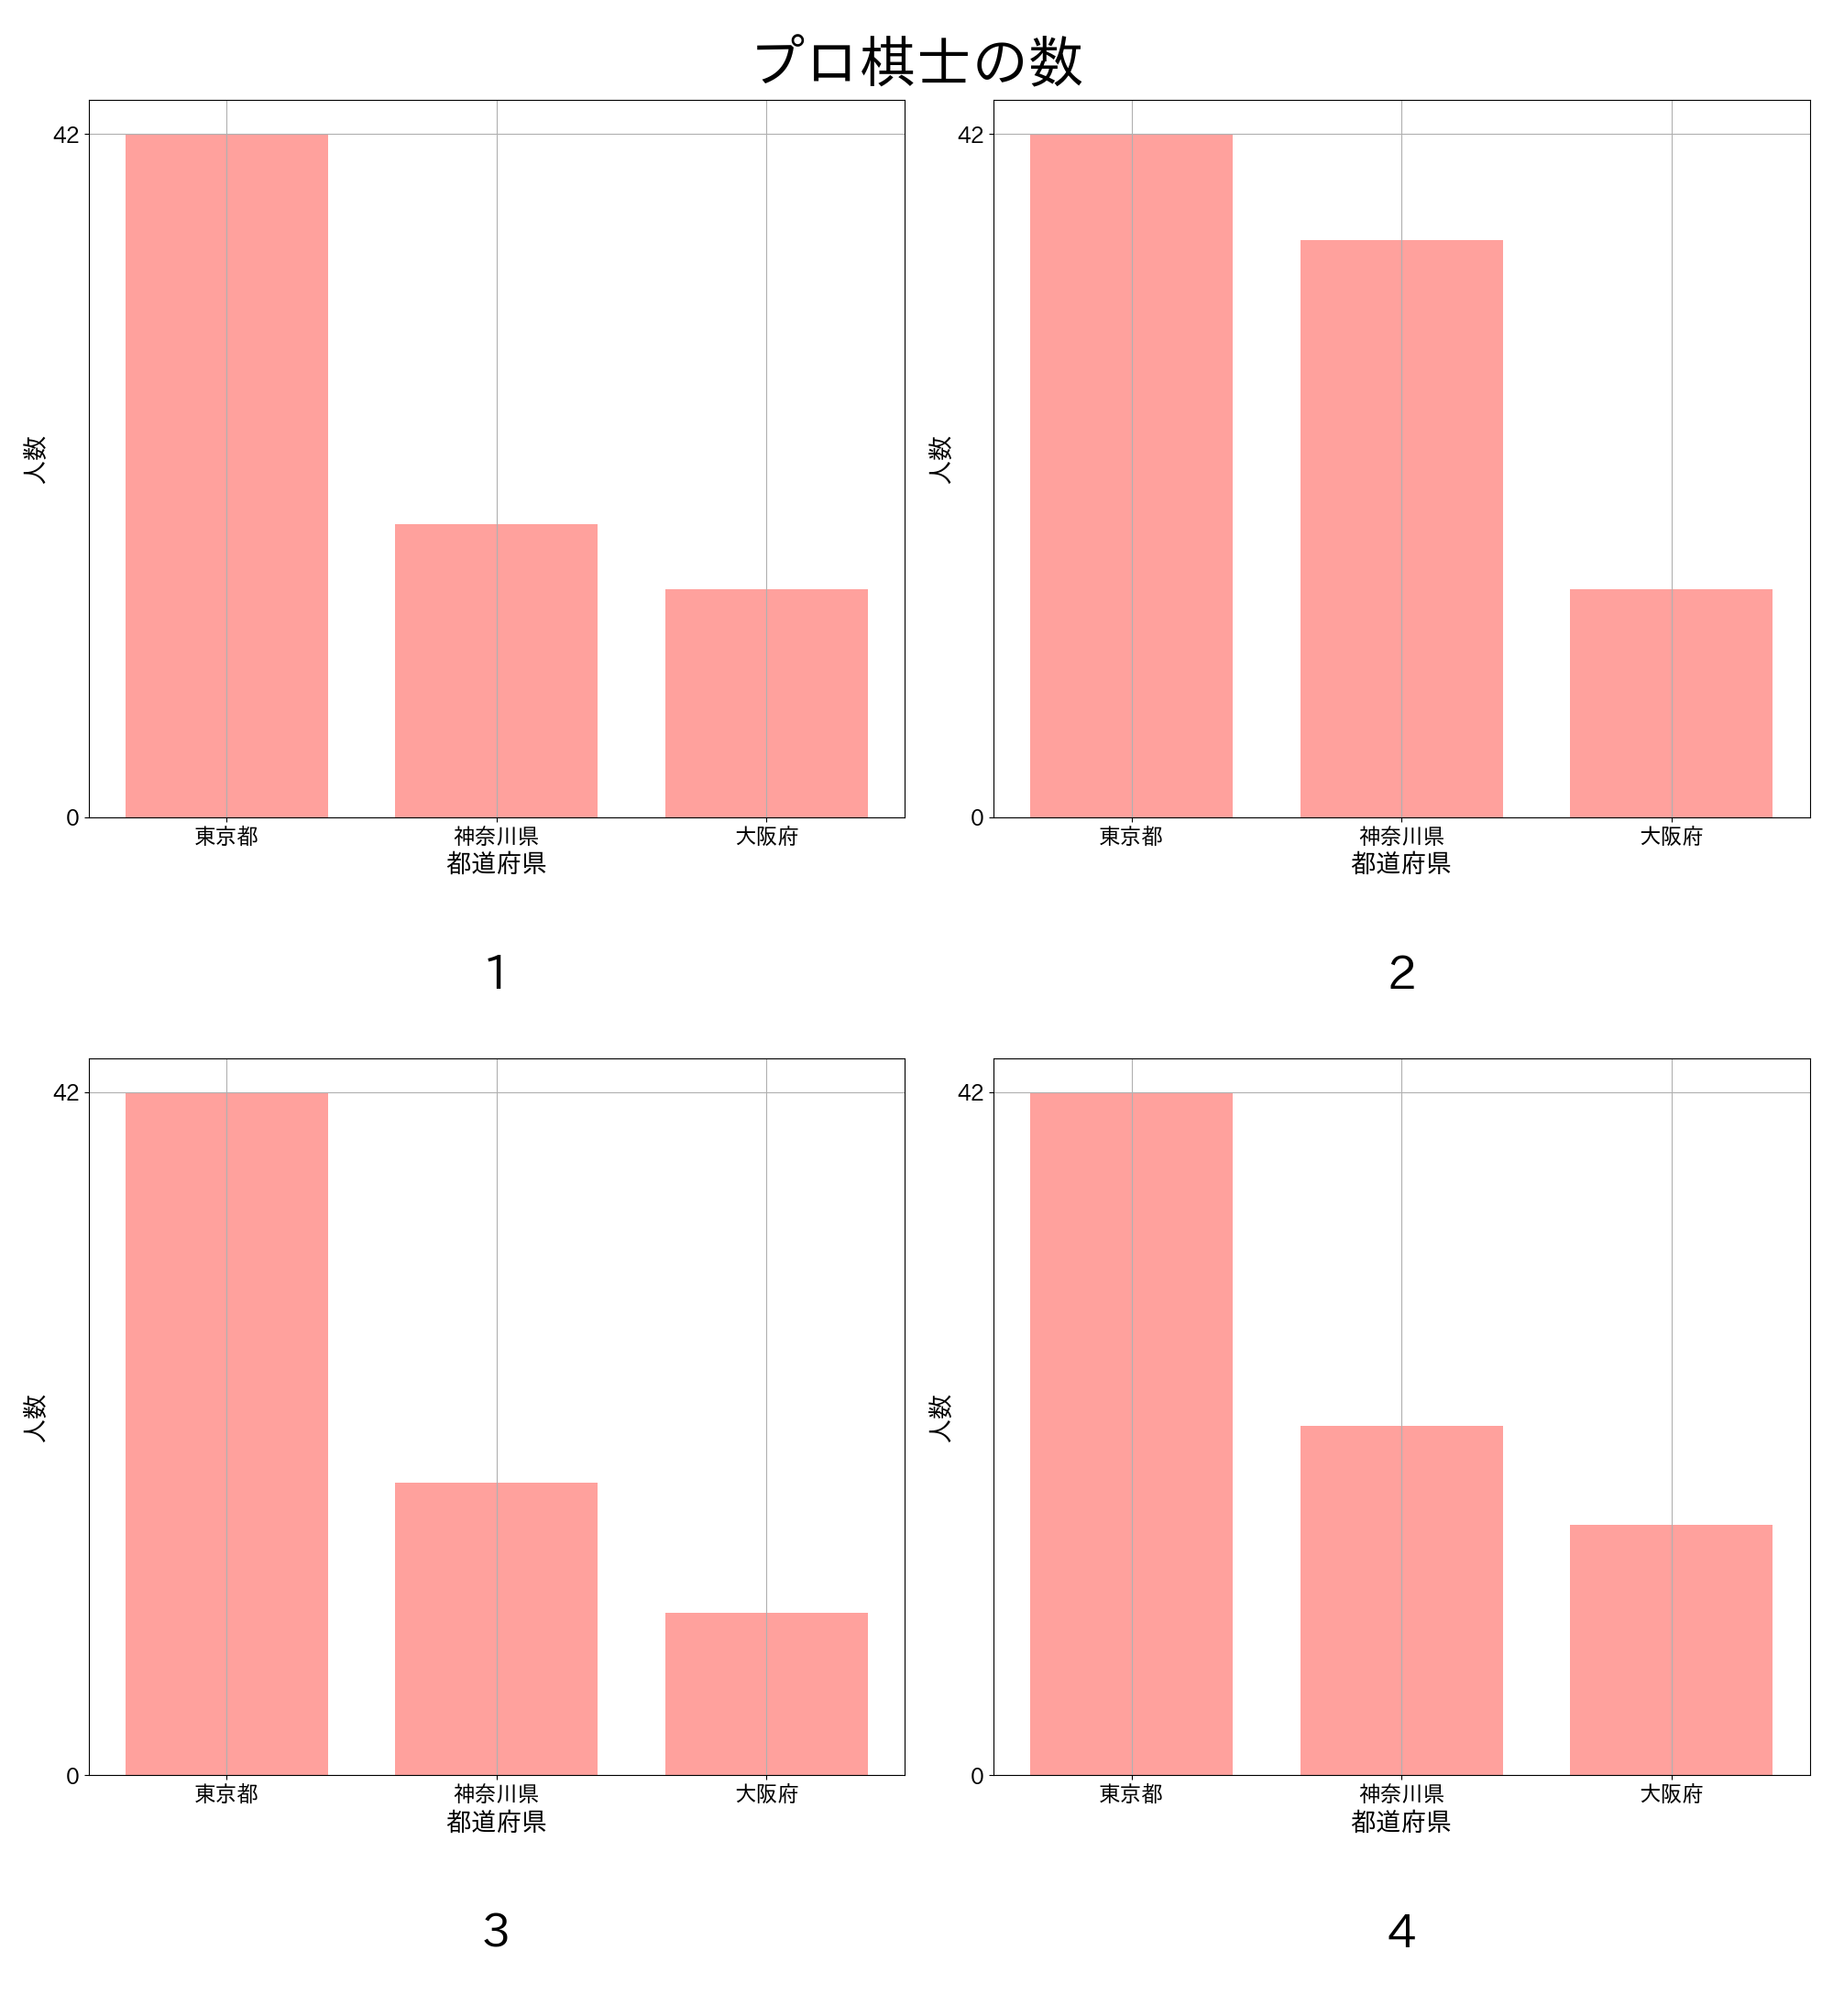 プロ棋士の数
42
人数
0
東京都 神奈川県 大阪府
都道府県
1
42
人数
0
東京都 神奈川県 大阪府
都道府県
2
42
人数
0
東京都 神奈川県 大阪府
都道府県
3
42
人数
0
東京都 神奈川県 大阪府
都道府県
4